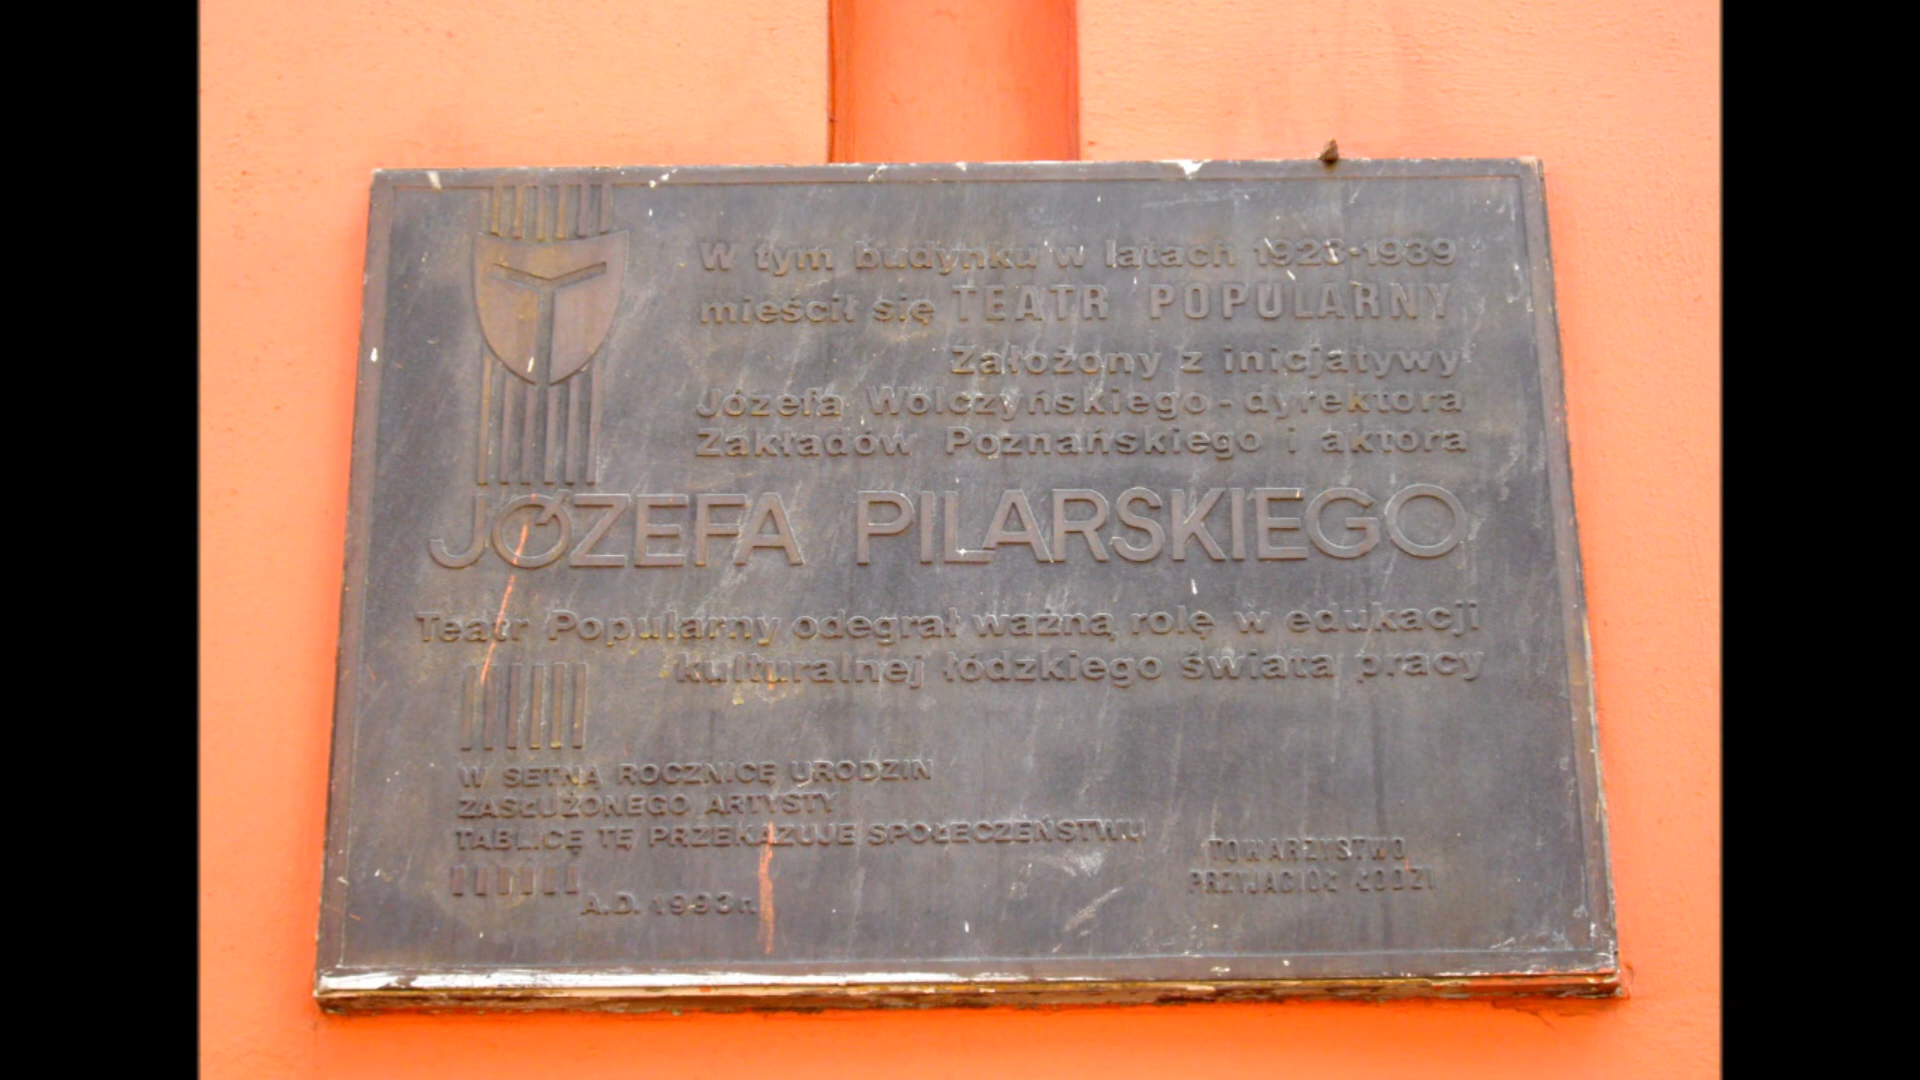 W tym budynku w latach 1923-1939
mieścił się TEATR POPULARNY
Założony z inicjatywy
Józefa Wólczyńskiego - dyrektora
Zakładów Poznańskiego i aktora
JÓZEFA PILARSKIEGO
Teatr Popularny odegrał ważną rolę w edukacji
kulturalnej łódzkiego świata pracy
W SETNĄ ROCZNICĘ URODZIN
ZASŁUŻONEGO ARTYSTY
TABLICĘ TĘ PRZEKAZUJE SPOŁECZEŃSTWU
TOWARZYSTWO
PRZYJACIÓŁ ŁODZI
A.D. 1993 r.